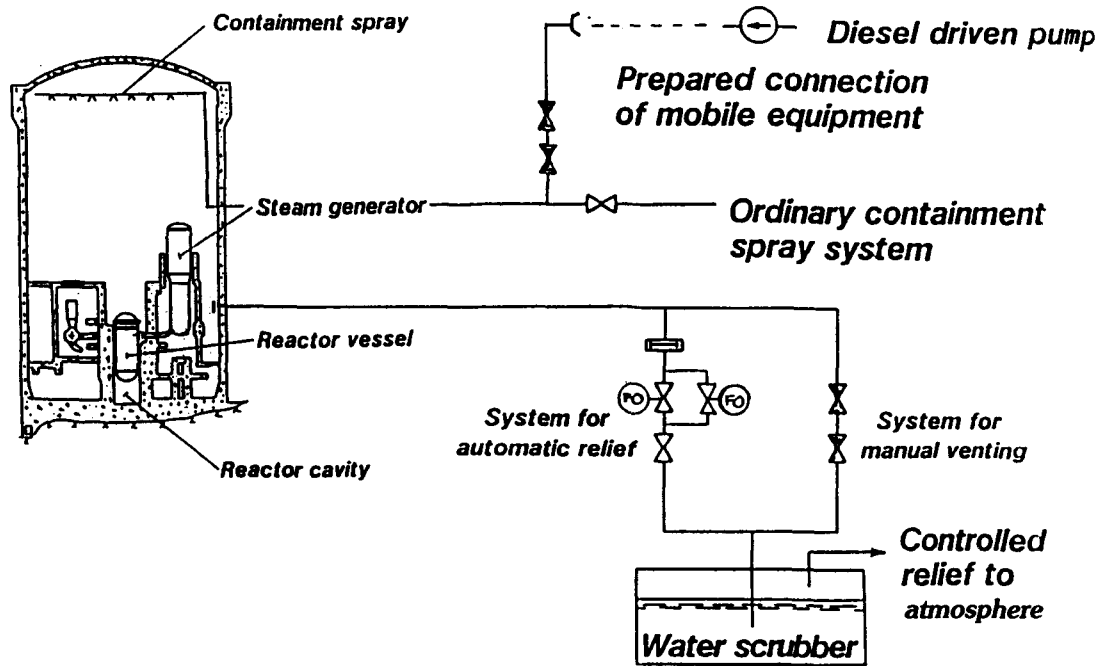 Containment spray
Diesel driven pump
Prepared connection
of mobile equipment
Steam generator
Ordinary containment
spray system
Reactor vessel
PO
FO
System for
automatic relief
System for
manual venting
Reactor cavity
Controlled
relief to
atmosphere
Water scrubber